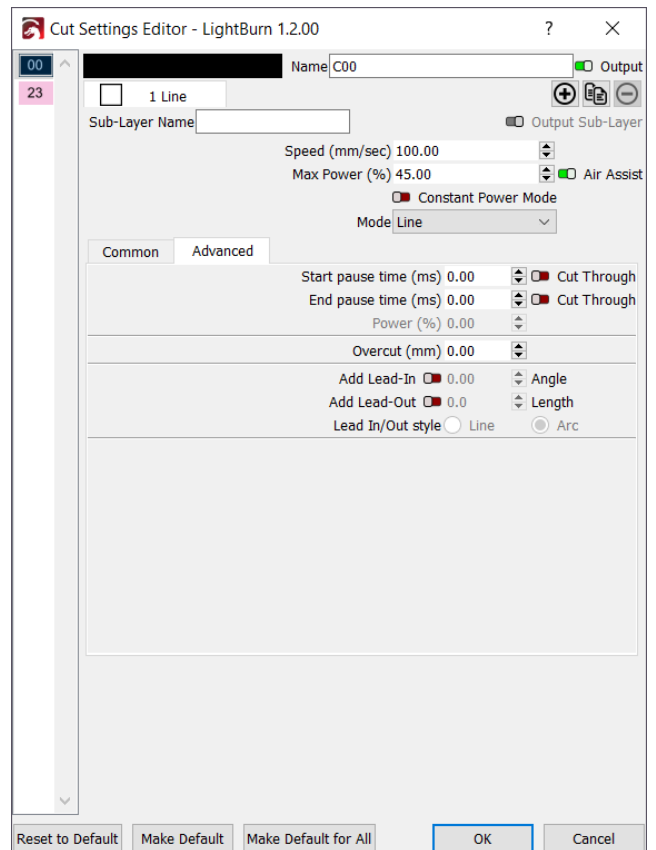 Cut Settings Editor - LightBurn 1.2.00 ? ×
00 Name C00 Output
23 1 Line
Sub-Layer Name Output Sub-Layer
Speed (mm/sec) 100.00
Max Power (%) 45.00 Air Assist
Constant Power Mode
Mode Line
Common Advanced
Start pause time (ms) 0.00 Cut Through
End pause time (ms) 0.00 Cut Through
Power (%) 0.00
Overcut (mm) 0.00
Add Lead-In 0.00 Angle
Add Lead-Out 0.0 Length
Lead In/Out style Line Arc
Reset to Default Make Default Make Default for All OK Cancel